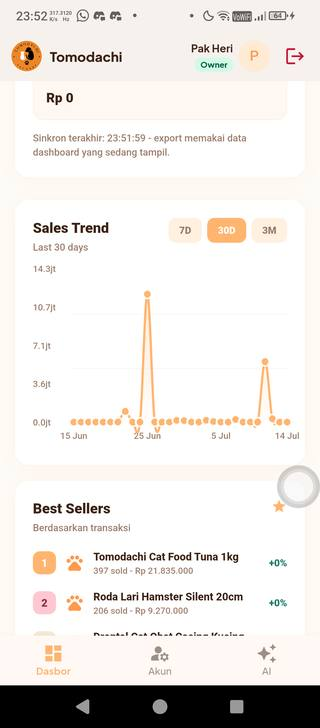 23:52
317.3120
K/s Hz
VoWiFi
64
Tomodachi
Pak Heri
Owner
P
Rp 0
Sinkron terakhir: 23:51:59 - export memakai data
dashboard yang sedang tampil.
Sales Trend
Last 30 days
7D
30D
3M
14.3jt
10.7jt
7.1jt
3.6jt
0.0jt
15 Jun
25 Jun
5 Jul
14 Jul
Best Sellers
Berdasarkan transaksi
1
Tomodachi Cat Food Tuna 1kg
397 sold - Rp 21.835.000
+0%
2
Roda Lari Hamster Silent 20cm
206 sold - Rp 9.270.000
+0%
Dasbor
Akun
AI